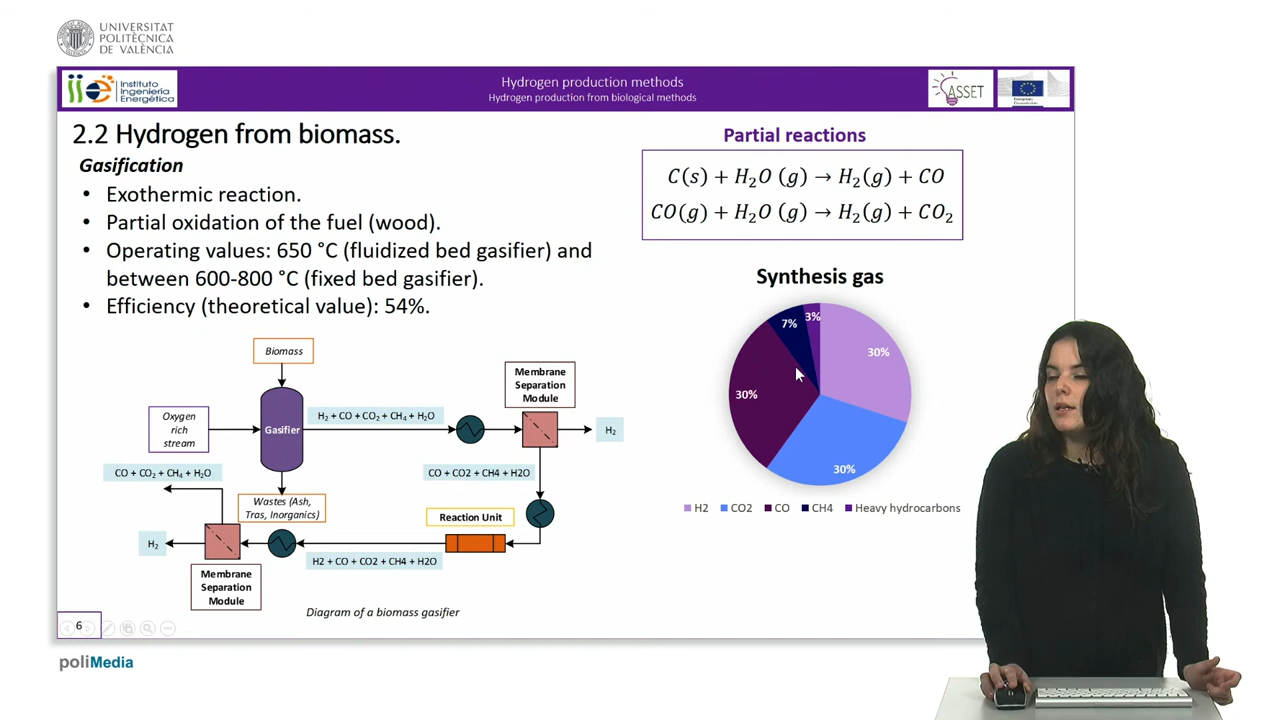 UNIVERSITAT
POLITÈCNICA
DE VALÈNCIA
iie Instituto
Ingeniería
Energética
Hydrogen production methods
Hydrogen production from biological methods
ASSET
2.2 Hydrogen from biomass.
Gasification
• Exothermic reaction.
• Partial oxidation of the fuel (wood).
• Operating values: 650 °C (fluidized bed gasifier) and
between 600-800 °C (fixed bed gasifier).
• Efficiency (theoretical value): 54%.
Partial reactions
C(s) + H₂O (g) → H₂(g) + CO
CO(g) + H₂O (g) → H₂(g) + CO₂
Synthesis gas
3%
7%
30%
30%
30%
H2 CO2 CO CH4 Heavy hydrocarbons
Biomass
Oxygen
rich
stream
Gasifier
H₂ + CO + CO₂ + CH₄ + H₂O
Membrane
Separation
Module
H₂
CO + CO₂ + CH₄ + H₂O
CO + CO2 + CH4 + H2O
Wastes (Ash,
Tras, Inorganics)
Reaction Unit
H₂
H2 + CO + CO2 + CH4 + H2O
Membrane
Separation
Module
Diagram of a biomass gasifier
6
poliMedia